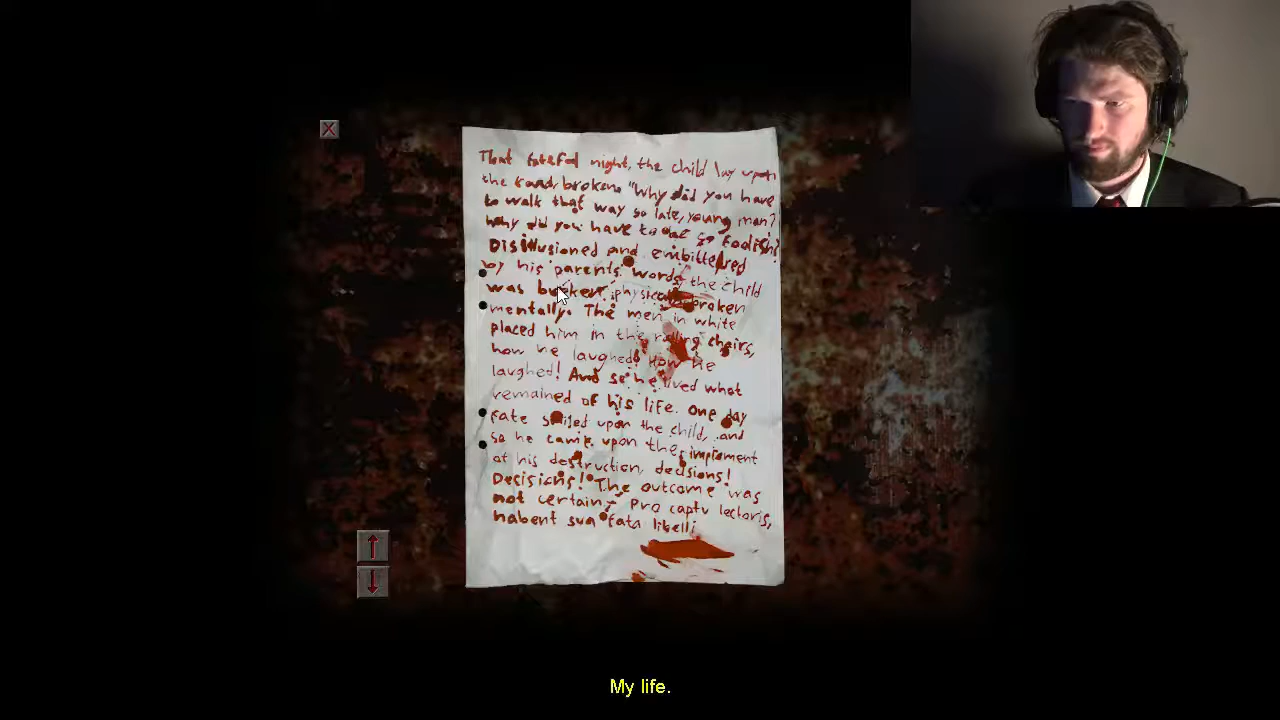 That fateful night, the child lay upon
the road, broken. "Why did you have
to walk that way so late, young man?
Why did you have to be so foolish?
Disillusioned and embittered
by his parents words the child
was broken physically broken
mentally. The men in white
placed him in the rolling chairs,
how he laughed! How he
laughed! And so he lived what
remained of his life. One day
fate smiled upon the child, and
so he came upon the implement
of his destruction, decisions!
Decisions! The outcome was
not certain - Pro captu lectoris,
habent sua fata libelli
My life.